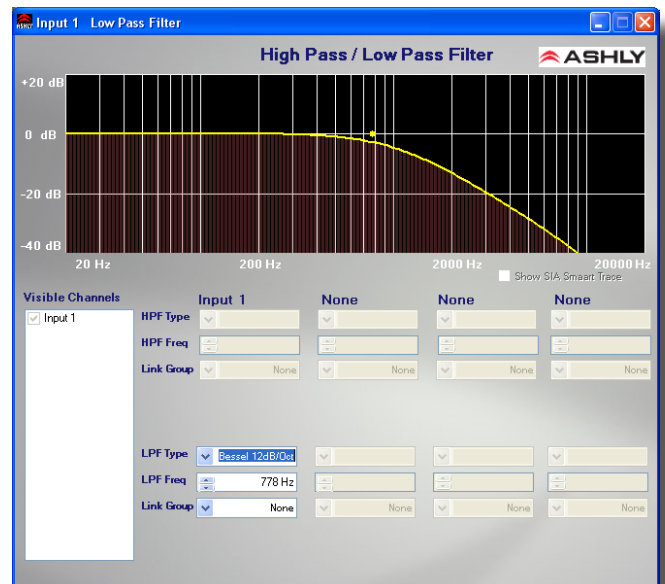 Input 1 Low Pass Filter
High Pass / Low Pass Filter
ASHLY
+20 dB
0 dB
-20 dB
-40 dB
20 Hz 200 Hz 2000 Hz 20000 Hz
Show SIA Smaart Trace
Visible Channels
Input 1
Input 1 None None None
HPF Type
HPF Freq
Link Group None None None None
LPF Type Bessel 12dB/Oct
LPF Freq 778 Hz
Link Group None None None None